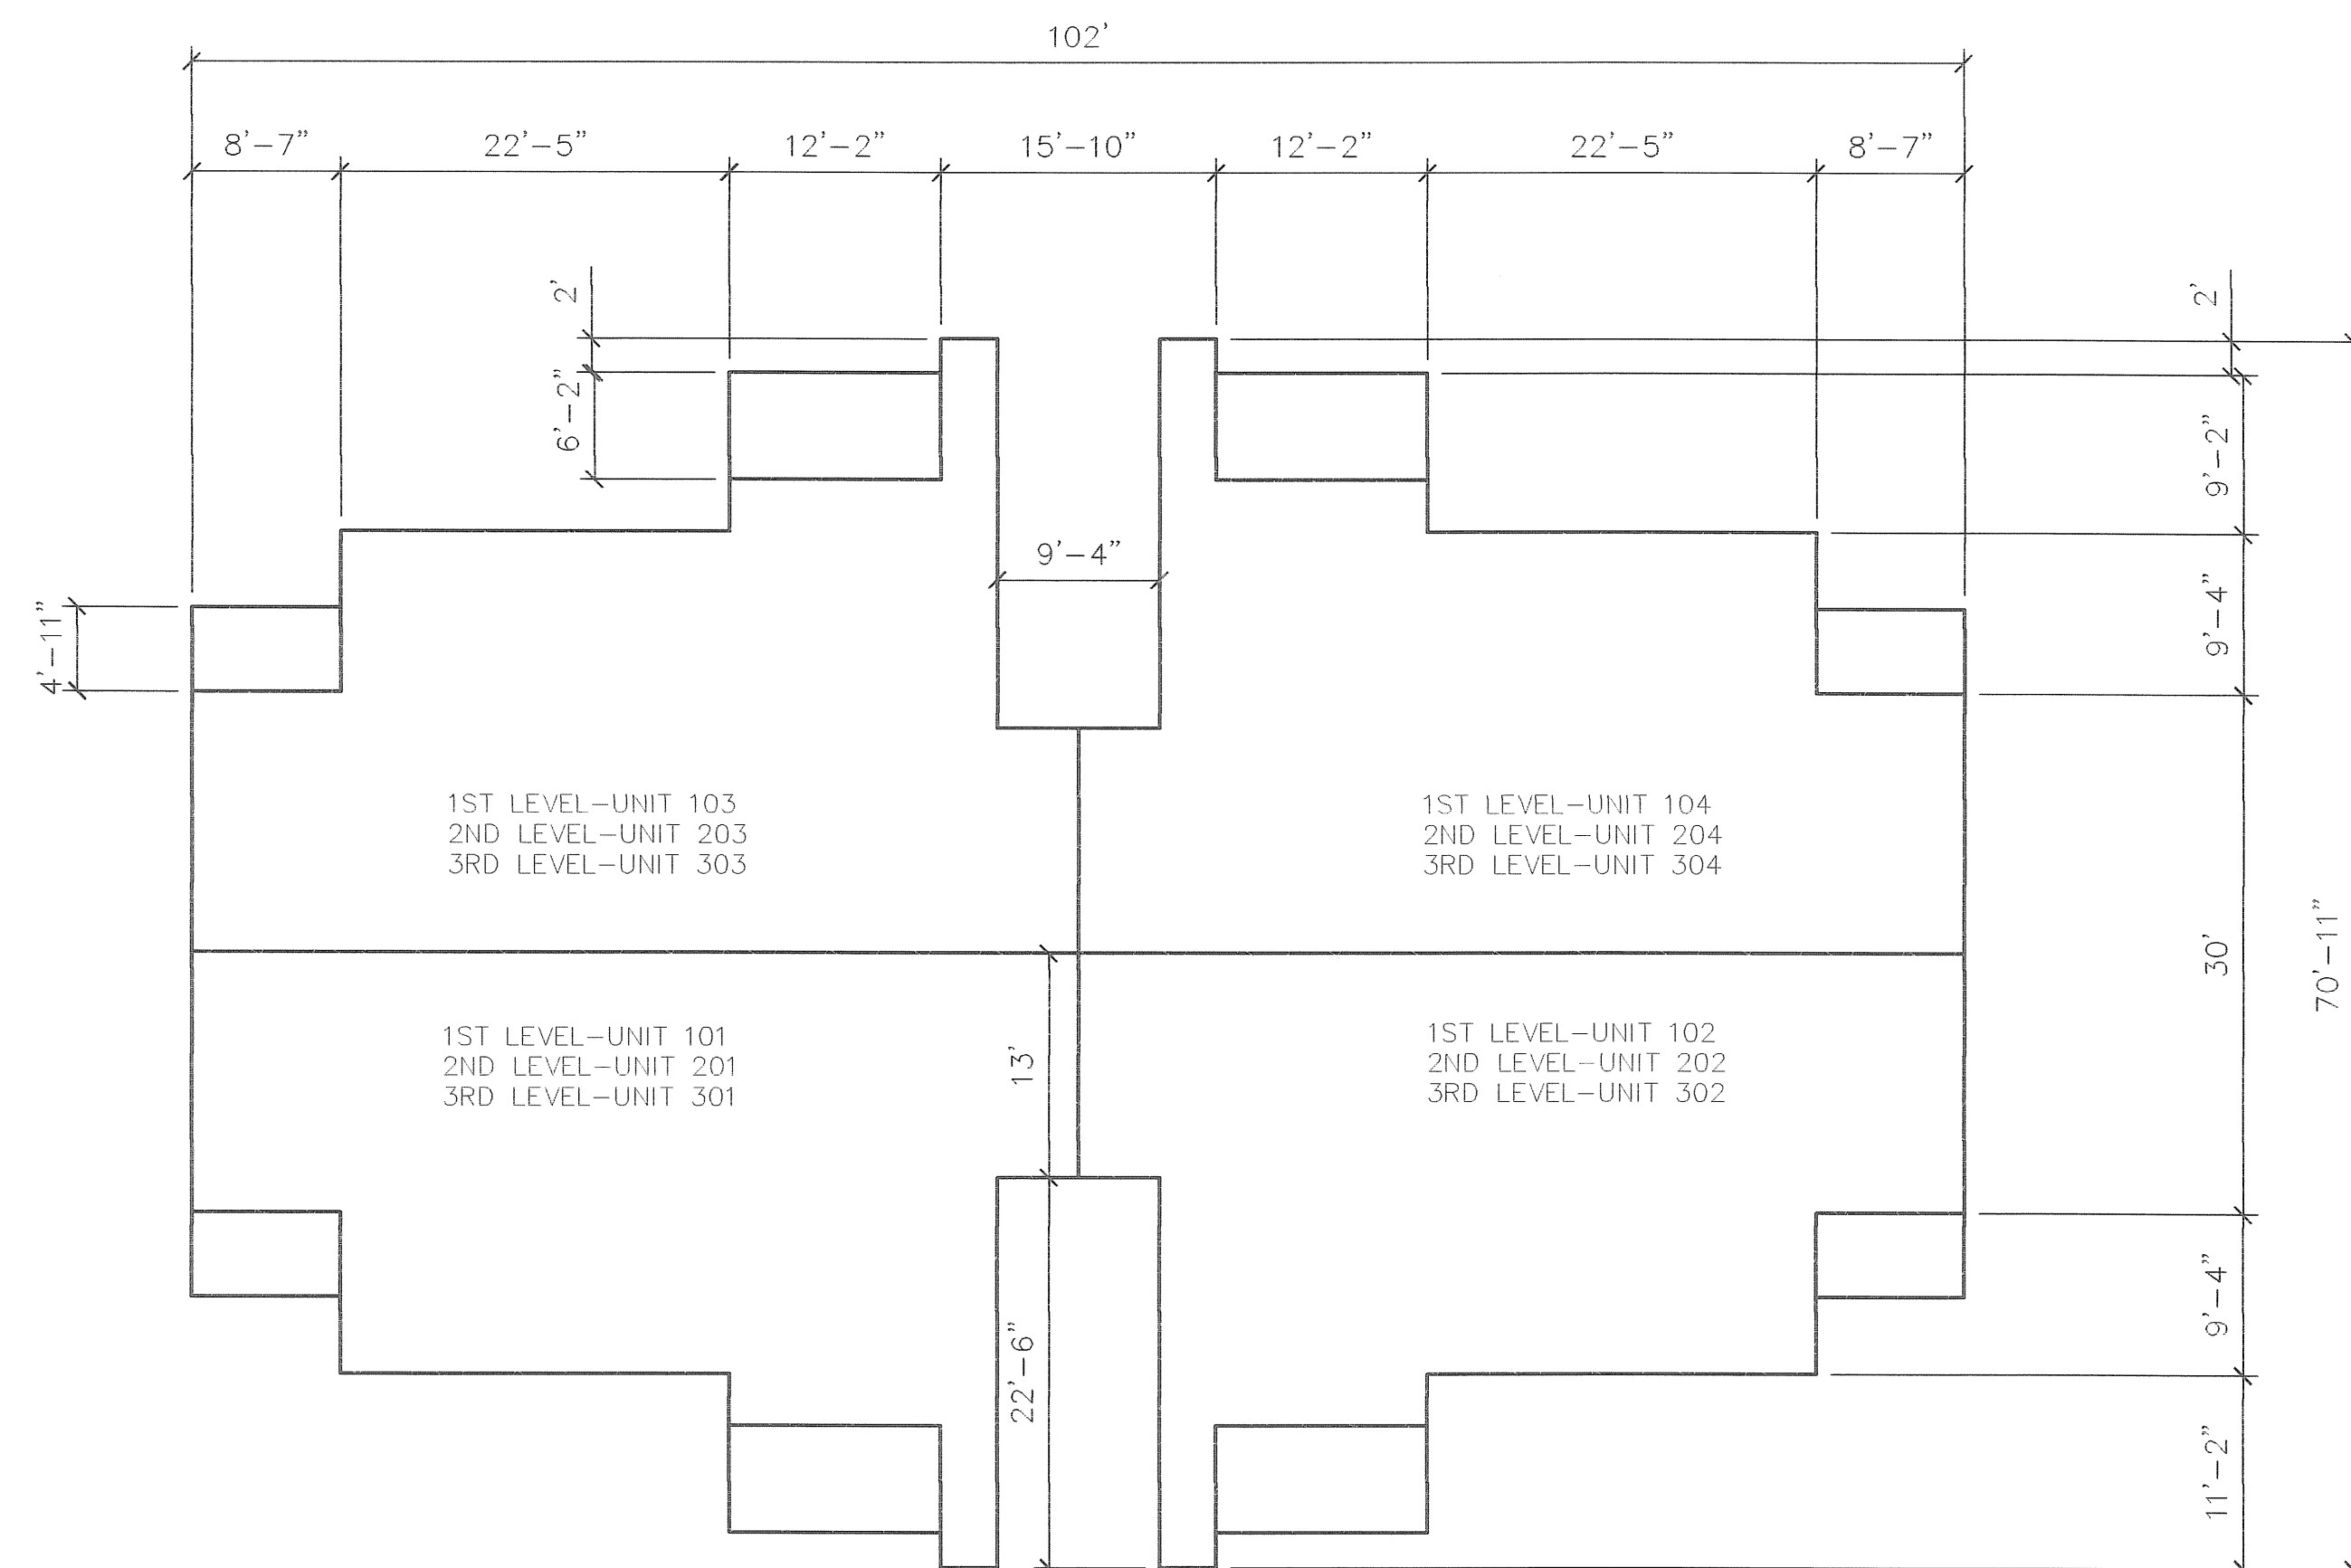 102'
8'-7" 22'-5" 12'-2" 15'-10" 12'-2" 22'-5" 8'-7"
2'
2'
6'-2"
9'-2"
9'-4"
9'-4"
4'-11"
1ST LEVEL-UNIT 103
2ND LEVEL-UNIT 203
3RD LEVEL-UNIT 303
1ST LEVEL-UNIT 104
2ND LEVEL-UNIT 204
3RD LEVEL-UNIT 304
30'
70'-11"
1ST LEVEL-UNIT 101
2ND LEVEL-UNIT 201
3RD LEVEL-UNIT 301
13'
1ST LEVEL-UNIT 102
2ND LEVEL-UNIT 202
3RD LEVEL-UNIT 302
22'-6"
9'-4"
11'-2"